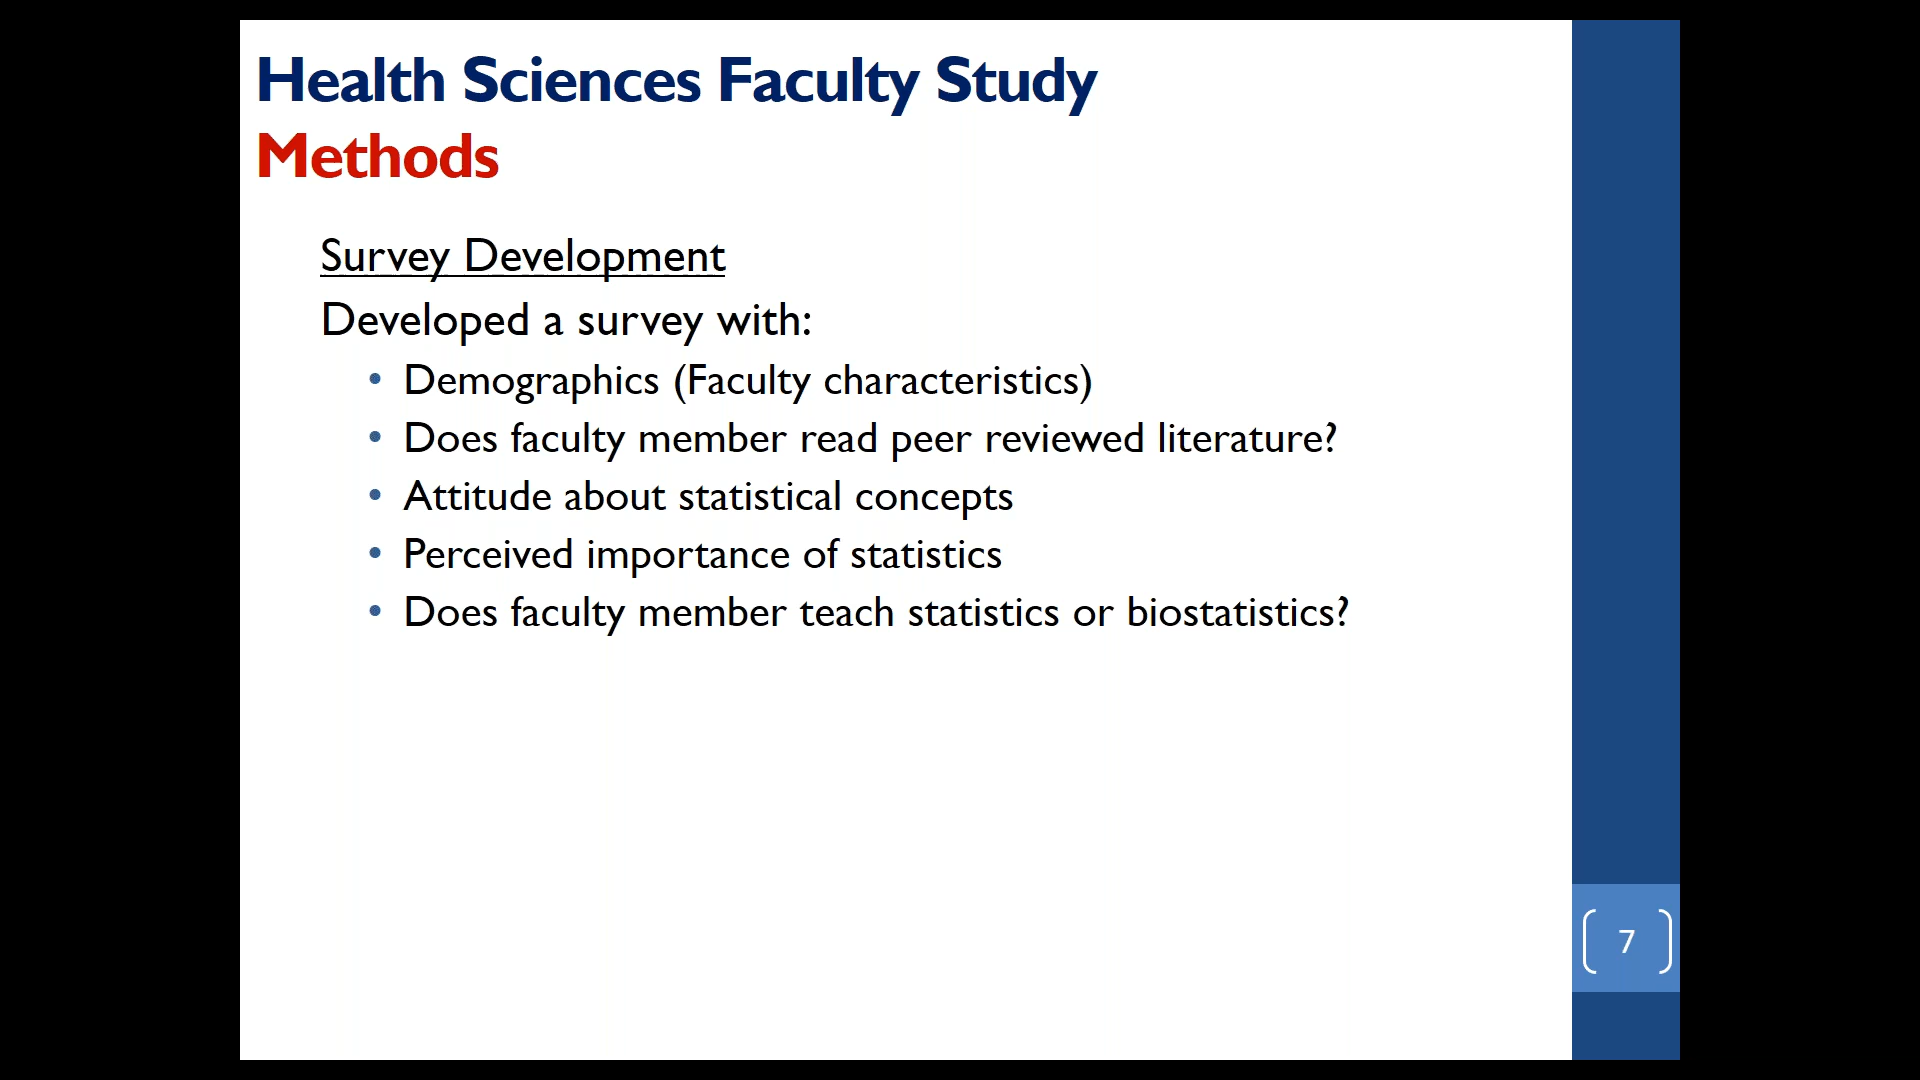 Health Sciences Faculty Study
Methods
Survey Development
Developed a survey with:
• Demographics (Faculty characteristics)
• Does faculty member read peer reviewed literature?
• Attitude about statistical concepts
• Perceived importance of statistics
• Does faculty member teach statistics or biostatistics?
7